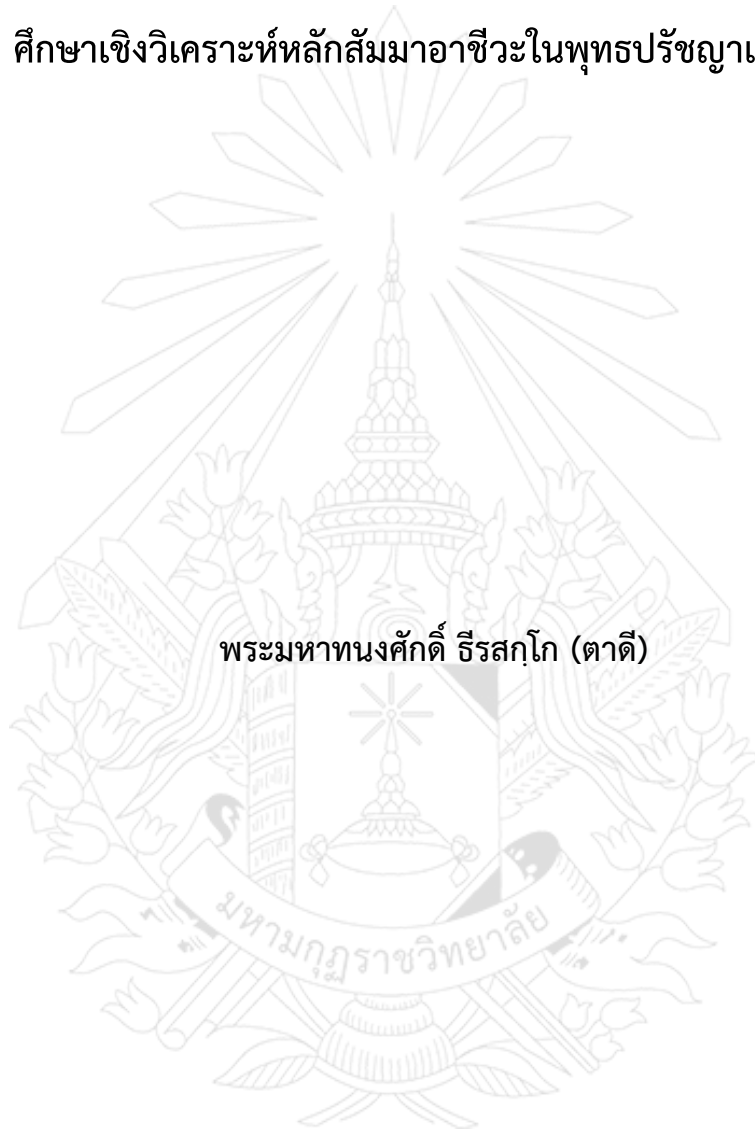 ศึกษาเชิงวิเคราะห์หลักสัมมาอาชีวะในพุทธปรัชญาเ
พระมหาทนงศักดิ์ ธีรสกฺโก (ตาดี)
มหามกุฏราชวิทยาลัย